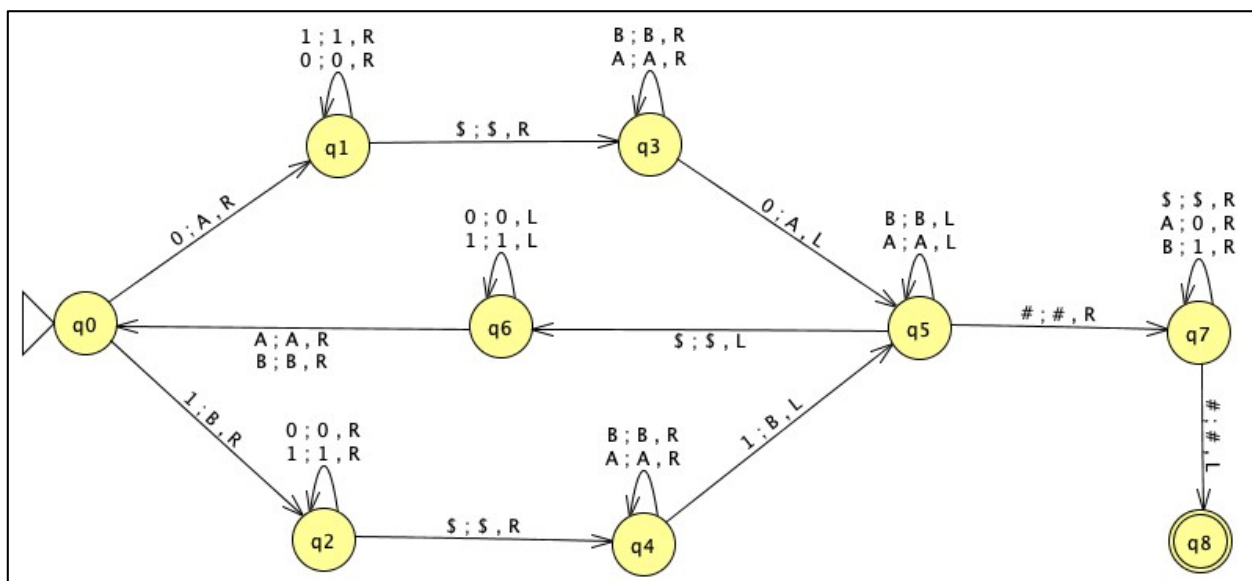 1;1,R
0;0,R
B;B,R
A;A,R
q1
$;$,R
q3
0;A,R
0;A,L
0;0,L
1;1,L
B;B,L
A;A,L
$;$,R
A;0,R
B;1,R
q0
q6
q5
#;#,R
q7
A;A,R
B;B,R
$;$,L
1;B,R
1;B,L
#;#,L
0;0,R
1;1,R
B;B,R
A;A,R
q2
$;$,R
q4
q8